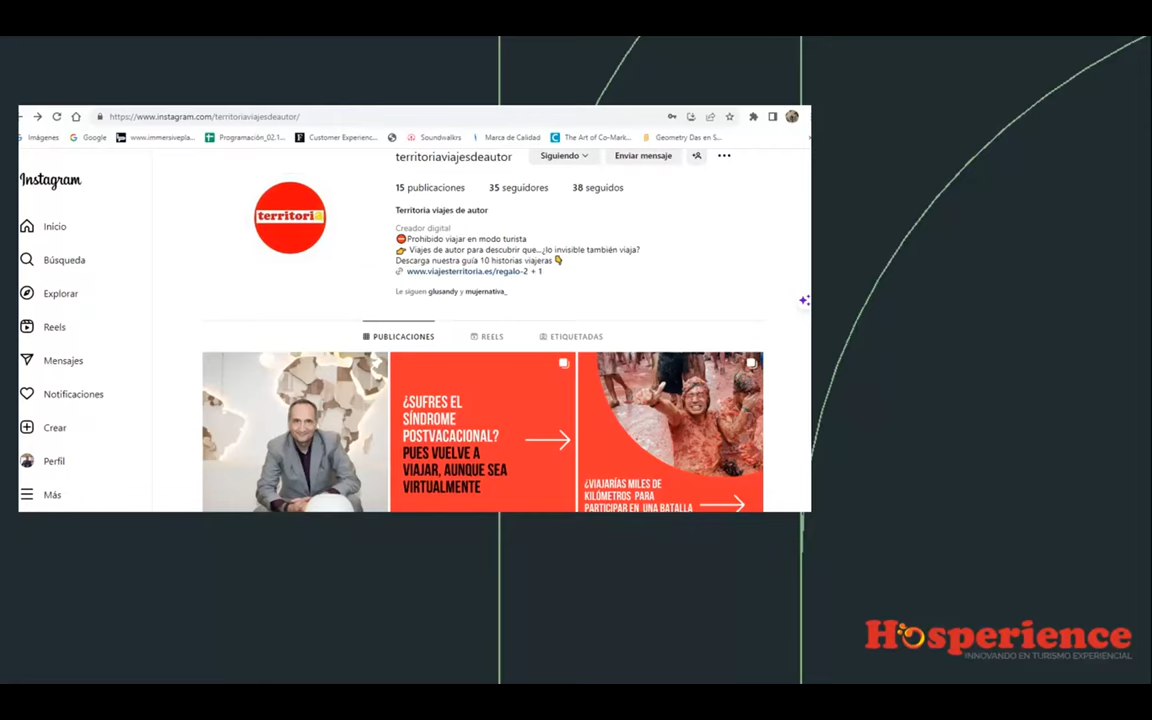 https://www.instagram.com/territoriaviajesdeautor/
Imágenes
Google
www.immersivepla...
Programación_02.1...
Customer Experienc...
Soundwalkrs
Marca de Calidad
The Art of Co-Mark...
Geometry Das en S...
Instagram
territoriaviajesdeautor
Siguiendo
Enviar mensaje
15 publicaciones
35 seguidores
38 seguidos
territoria
Territoria viajes de autor
Creador digital
Prohibido viajar en modo turista
Viajes de autor para descubrir que...¿lo invisible también viaja?
Descarga nuestra guía 10 historias viajeras
www.viajesterritoria.es/regalo-2 + 1
Le siguen glusandy y mujernativa_
Inicio
Búsqueda
Explorar
Reels
Mensajes
Notificaciones
Crear
Perfil
Más
PUBLICACIONES
REELS
ETIQUETADAS
¿SUFRES EL
SÍNDROME
POSTVACACIONAL?
PUES VUELVE A
VIAJAR, AUNQUE SEA
VIRTUALMENTE
¿VIAJARÍAS MILES DE
KILÓMETROS PARA
PARTICIPAR EN UNA BATALLA
Hosperience
INNOVANDO EN TURISMO EXPERIENCIAL